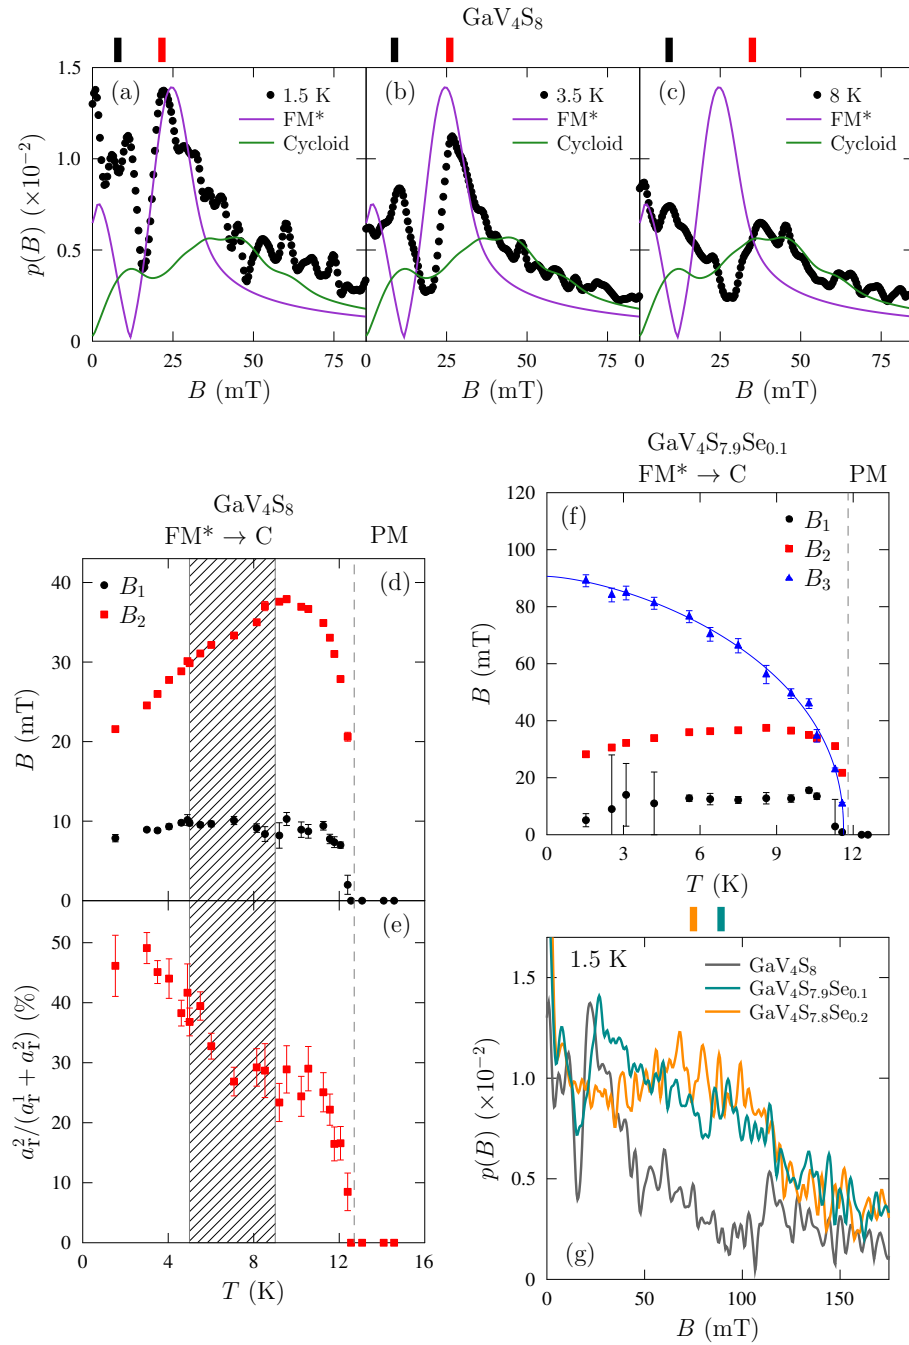 GaV₄S₈
(a)
1.5 K
FM*
Cycloid
(b)
3.5 K
FM*
Cycloid
(c)
8 K
FM*
Cycloid
p(B) (×10⁻²)
1.5
1.0
0.5
0
0 25 50 75
0 25 50 75
0 25 50 75
B (mT)
B (mT)
B (mT)
GaV₄S₈
FM* → C
PM
(d)
B₁
B₂
B (mT)
40
30
20
10
0
(e)
a_r²/(a_r¹ + a_r²) (%)
50
40
30
20
10
0
0 4 8 12 16
T (K)
GaV₄S₇.₉Se₀.₁
FM* → C
PM
(f)
B₁
B₂
B₃
B (mT)
120
100
80
60
40
20
0
0 3 6 9 12
T (K)
1.5 K
GaV₄S₈
GaV₄S₇.₉Se₀.₁
GaV₄S₇.₈Se₀.₂
p(B) (×10⁻²)
1.5
1.0
0.5
0
(g)
0 50 100 150
B (mT)